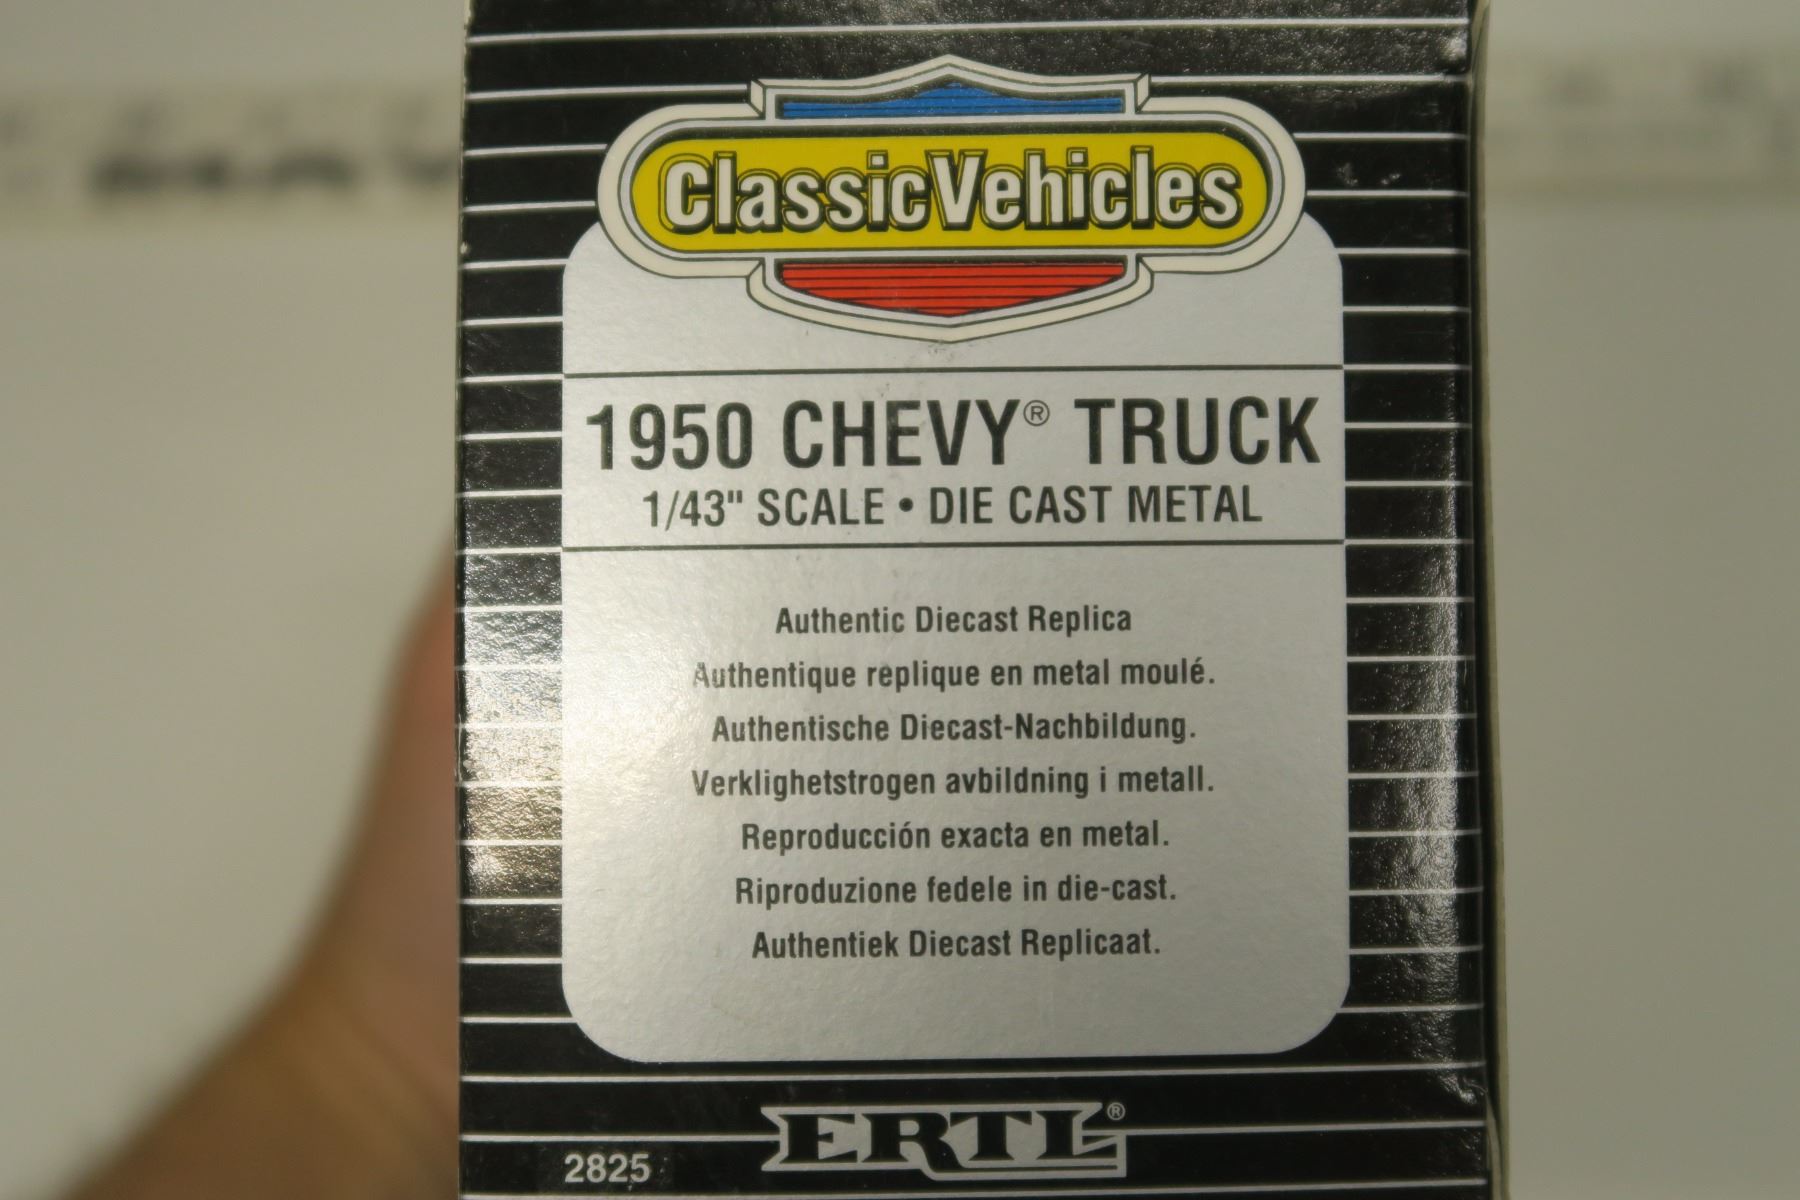 ClassicVehicles
1950 CHEVY® TRUCK
1/43" SCALE • DIE CAST METAL
Authentic Diecast Replica
Authentique replique en metal moulé.
Authentische Diecast-Nachbildung.
Verklighetstrogen avbildning i metall.
Reproducción exacta en metal.
Riproduzione fedele in die-cast.
Authentiek Diecast Replicaat.
ERTL®
2825